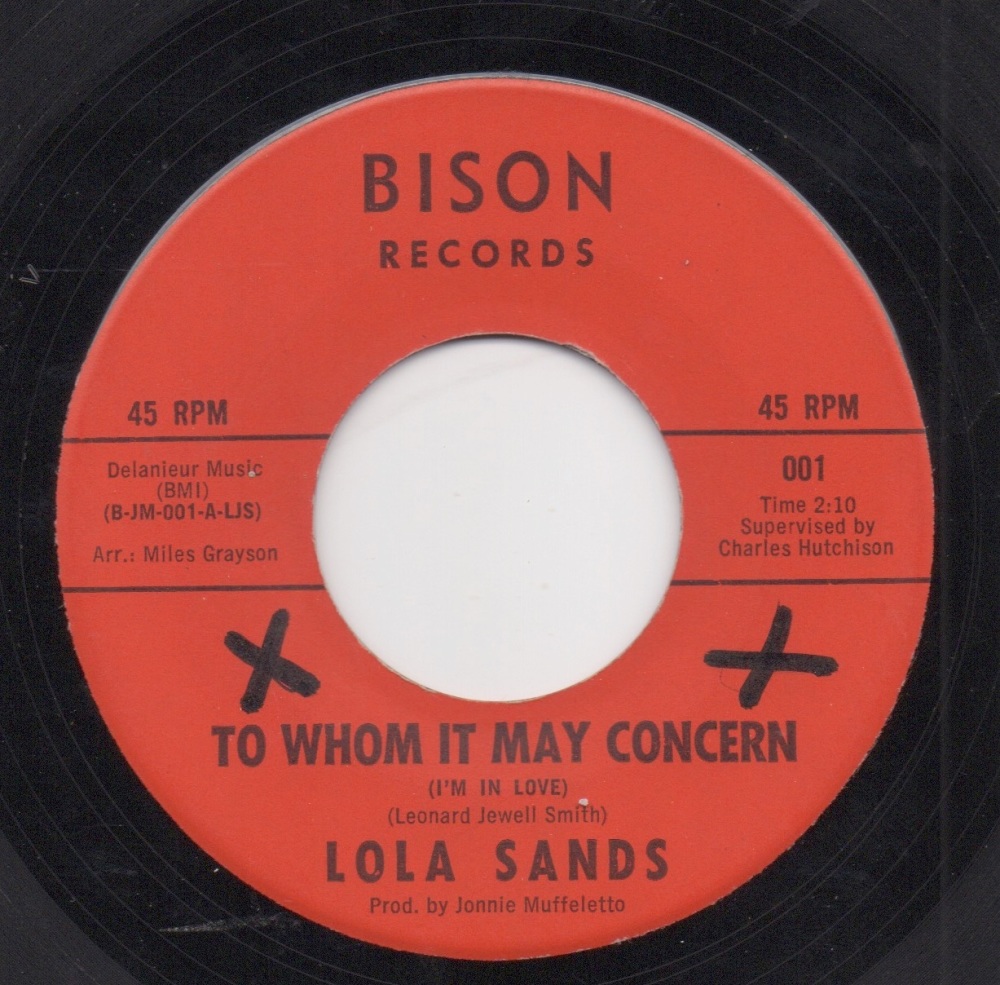 BISON
RECORDS
45 RPM
45 RPM
Delanieur Music
(BMI)
(B-JM-001-A-LJS)
Arr.: Miles Grayson
001
Time 2:10
Supervised by
Charles Hutchison
TO WHOM IT MAY CONCERN
(I'M IN LOVE)
(Leonard Jewell Smith)
LOLA SANDS
Prod. by Jonnie Muffeletto